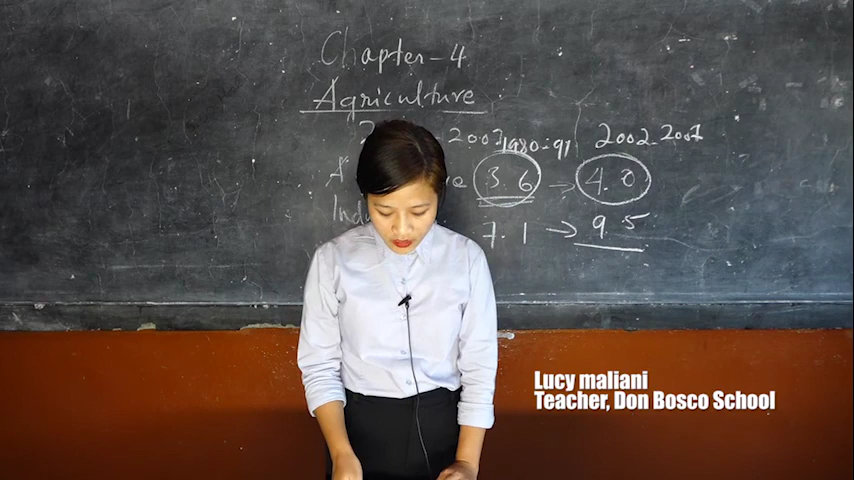 Chapter-4
Agriculture
1980-91 2002-2007
3.6 → 4.0
7.1 → 9.5
Lucy maliani
Teacher, Don Bosco School